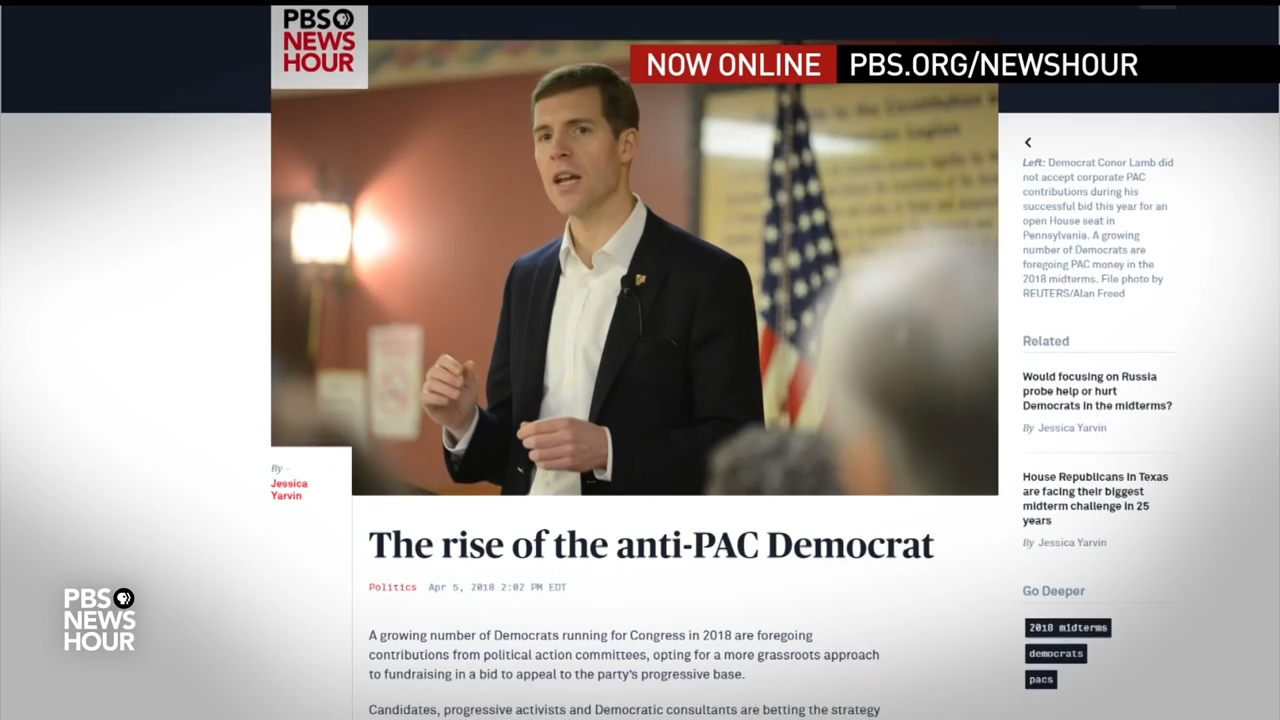 PBS
NEWS
HOUR
NOW ONLINE PBS.ORG/NEWSHOUR
Left: Democrat Conor Lamb did
not accept corporate PAC
contributions during his
successful bid this year for an
open House seat in
Pennsylvania. A growing
number of Democrats are
foregoing PAC money in the
2018 midterms. File photo by
REUTERS/Alan Freed
Related
Would focusing on Russia
probe help or hurt
Democrats in the midterms?
By Jessica Yarvin
House Republicans in Texas
are facing their biggest
midterm challenge in 25
years
By Jessica Yarvin
Go Deeper
2018 midterms
democrats
pacs
By –
Jessica
Yarvin
The rise of the anti-PAC Democrat
Politics Apr 5, 2018 2:02 PM EDT
A growing number of Democrats running for Congress in 2018 are foregoing
contributions from political action committees, opting for a more grassroots approach
to fundraising in a bid to appeal to the party's progressive base.
Candidates, progressive activists and Democratic consultants are betting the strategy
PBS
NEWS
HOUR